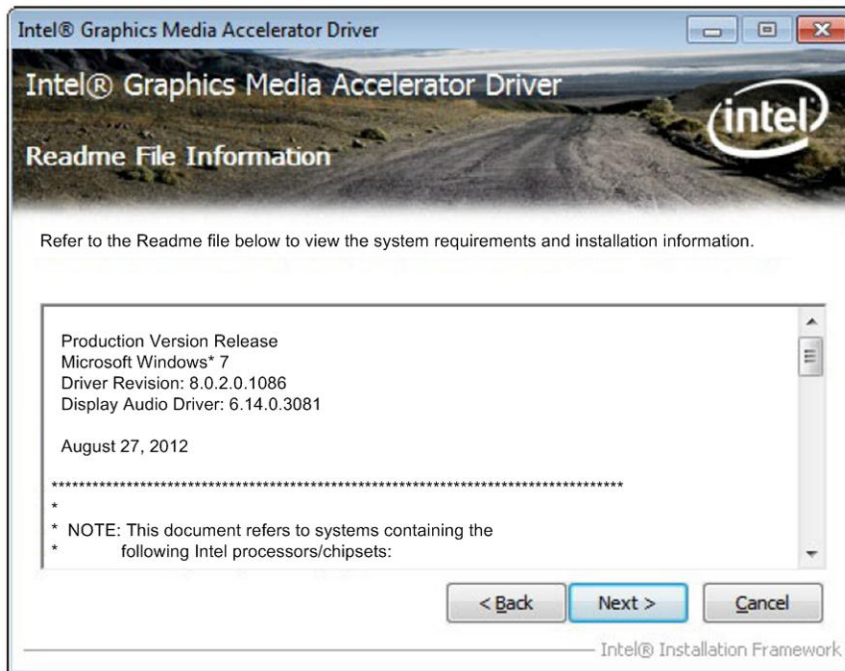 Intel® Graphics Media Accelerator Driver
Intel® Graphics Media Accelerator Driver
intel
Readme File Information
Refer to the Readme file below to view the system requirements and installation information.
Production Version Release
Microsoft Windows* 7
Driver Revision: 8.0.2.0.1086
Display Audio Driver: 6.14.0.3081
August 27, 2012
************************************************************************************
*
* NOTE: This document refers to systems containing the
* following Intel processors/chipsets:
< Back Next > Cancel
Intel® Installation Framework